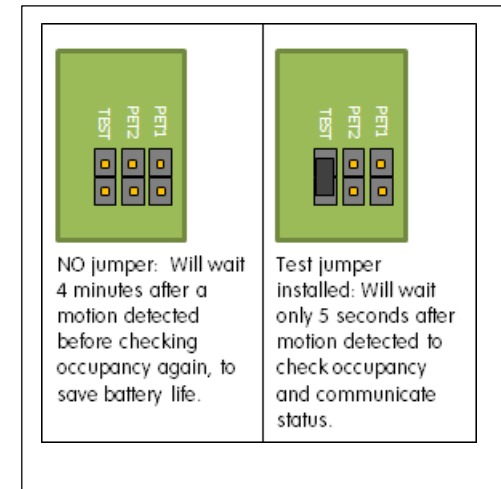 TEST PET2 PET1
NO jumper: Will wait
4 minutes after a
motion detected
before checking
occupancy again, to
save battery life.
TEST PET2 PET1
Test jumper
installed: Will wait
only 5 seconds after
motion detected to
check occupancy
and communicate
status.